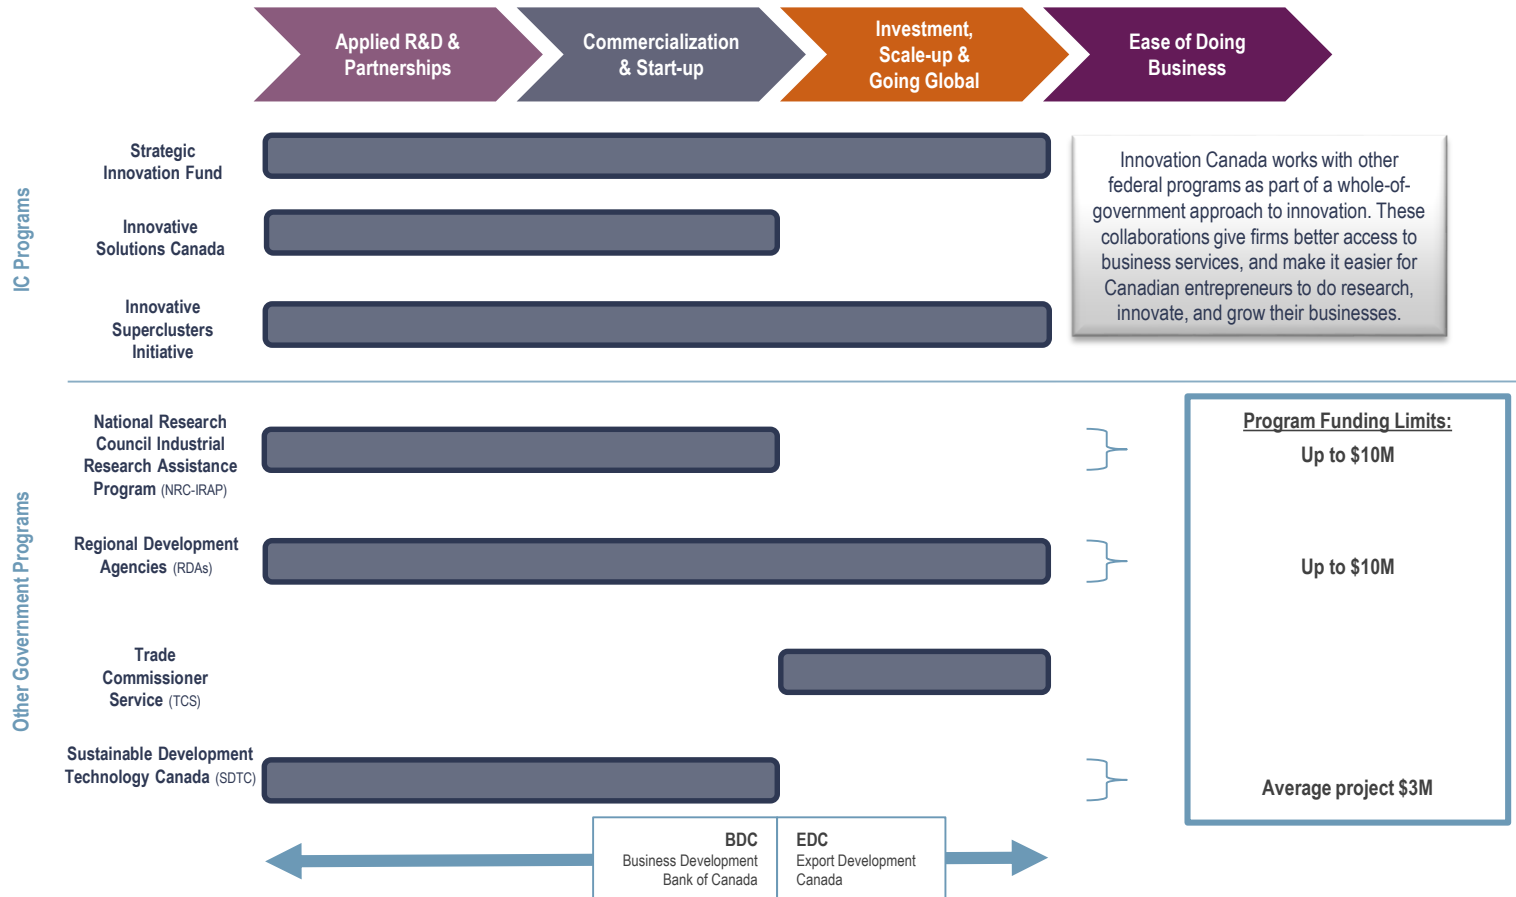 Applied R&D &
Partnerships
Commercialization
& Start-up
Investment,
Scale-up &
Going Global
Ease of Doing
Business
IC Programs
Strategic
Innovation Fund
Innovative
Solutions Canada
Innovative
Superclusters
Initiative
Innovation Canada works with other
federal programs as part of a whole-of-
government approach to innovation. These
collaborations give firms better access to
business services, and make it easier for
Canadian entrepreneurs to do research,
innovate, and grow their businesses.
Other Government Programs
National Research
Council Industrial
Research Assistance
Program (NRC-IRAP)
Regional Development
Agencies (RDAs)
Trade
Commissioner
Service (TCS)
Sustainable Development
Technology Canada (SDTC)
Program Funding Limits:
Up to $10M
Up to $10M
Average project $3M
BDC
Business Development
Bank of Canada
EDC
Export Development
Canada